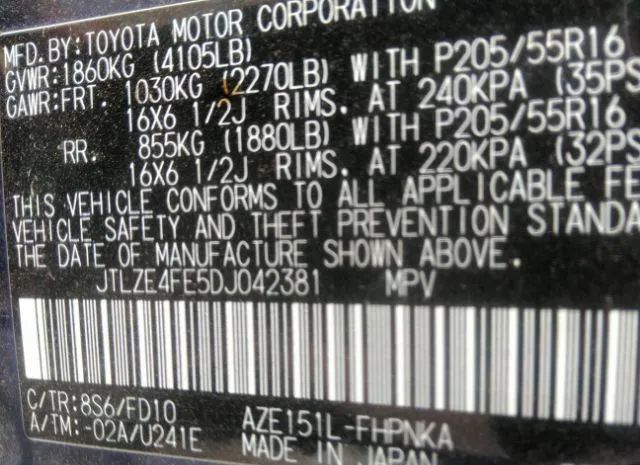 MFD.BY:TOYOTA MOTOR CORPORATION
GVWR:1860KG (4105LB)
GAWR:FRT. 1030KG (2270LB) WITH P205/55R16
16X6 1/2J RIMS. AT 240KPA (35PS
RR. 855KG (1880LB) WITH P205/55R16
16X6 1/2J RIMS. AT 220KPA (32PS
THIS VEHICLE CONFORMS TO ALL APPLICABLE FE
VEHICLE SAFETY AND THEFT PREVENTION STANDA
THE DATE OF MANUFACTURE SHOWN ABOVE.
JTLZE4FE5DJ042381 MPV
C/TR:8S6/FD10 AZE151L-FHPNKA
A/TM:-02A/U241E MADE IN JAPAN